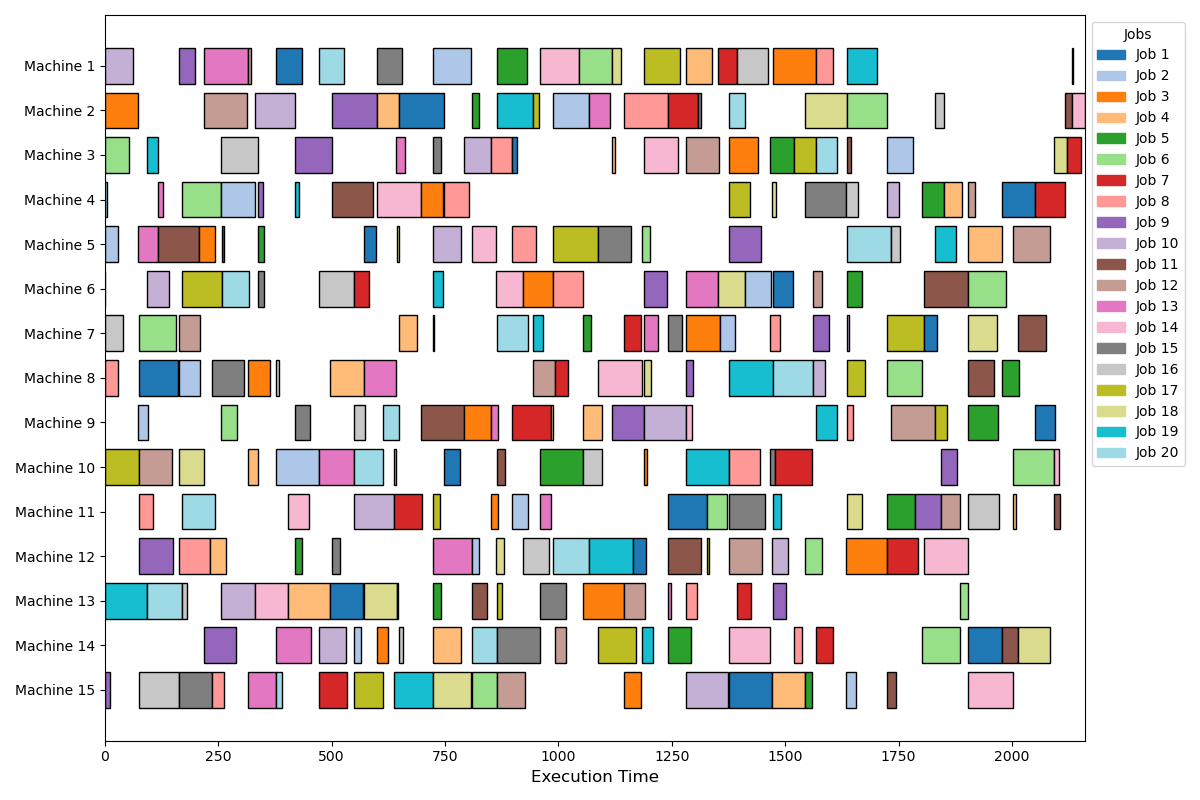 Machine 1
Machine 2
Machine 3
Machine 4
Machine 5
Machine 6
Machine 7
Machine 8
Machine 9
Machine 10
Machine 11
Machine 12
Machine 13
Machine 14
Machine 15
0 250 500 750 1000 1250 1500 1750 2000
Execution Time
Jobs
Job 1
Job 2
Job 3
Job 4
Job 5
Job 6
Job 7
Job 8
Job 9
Job 10
Job 11
Job 12
Job 13
Job 14
Job 15
Job 16
Job 17
Job 18
Job 19
Job 20